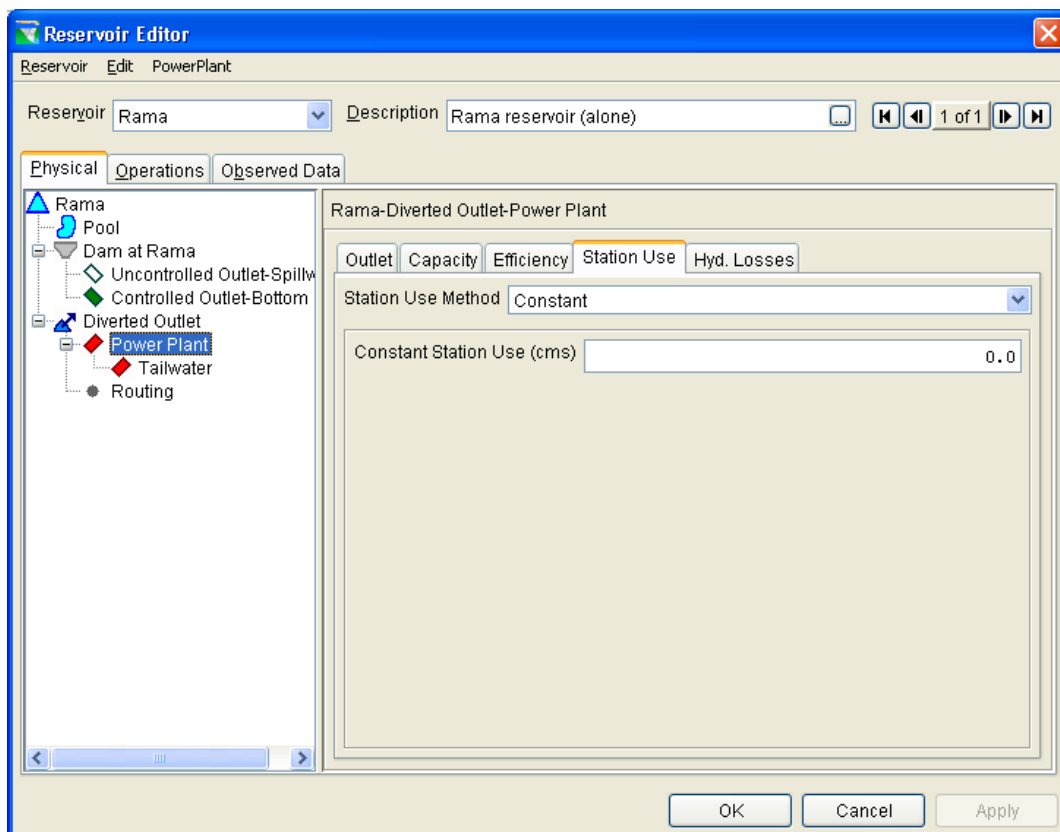 Reservoir Editor
Reservoir Edit PowerPlant
Reservoir Rama Description Rama reservoir (alone) ... 1 of 1
Physical Operations Observed Data
Rama
Pool
Dam at Rama
Uncontrolled Outlet-Spillw
Controlled Outlet-Bottom
Diverted Outlet
Power Plant
Tailwater
Routing
Rama-Diverted Outlet-Power Plant
Outlet Capacity Efficiency Station Use Hyd. Losses
Station Use Method Constant
Constant Station Use (cms) 0.0
OK Cancel Apply